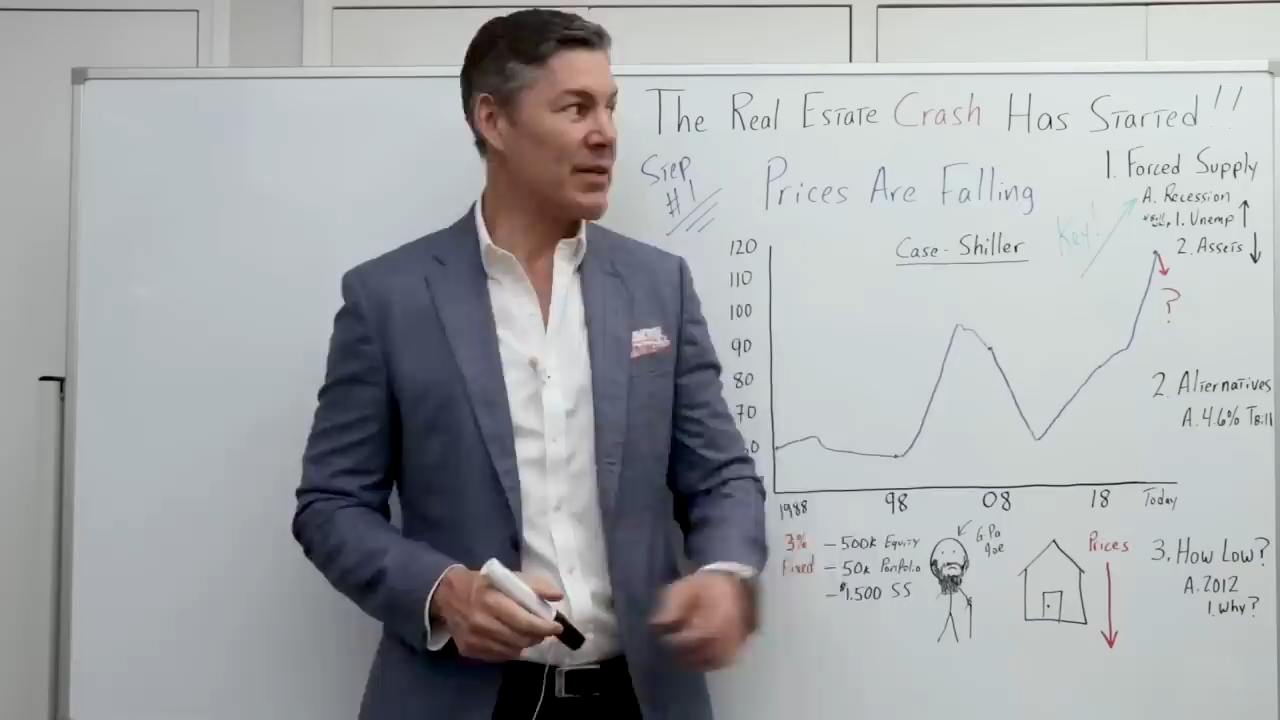 The Real Estate Crash Has Started!!
Step
#1
Prices Are Falling
1. Forced Supply
A. Recession
1. Unemp ↑
2. Assets ↓
Key!
Case-Shiller
120
110
100
90
80
70
?
2. Alternatives
A. 4.6% TBill
1988
98
08
18
Today
3%
Fixed
– 500k Equity
– 50k Portfolio
– $1,500 SS
G.Pa
Joe
Prices
3. How Low?
A. 2012
1. Why?